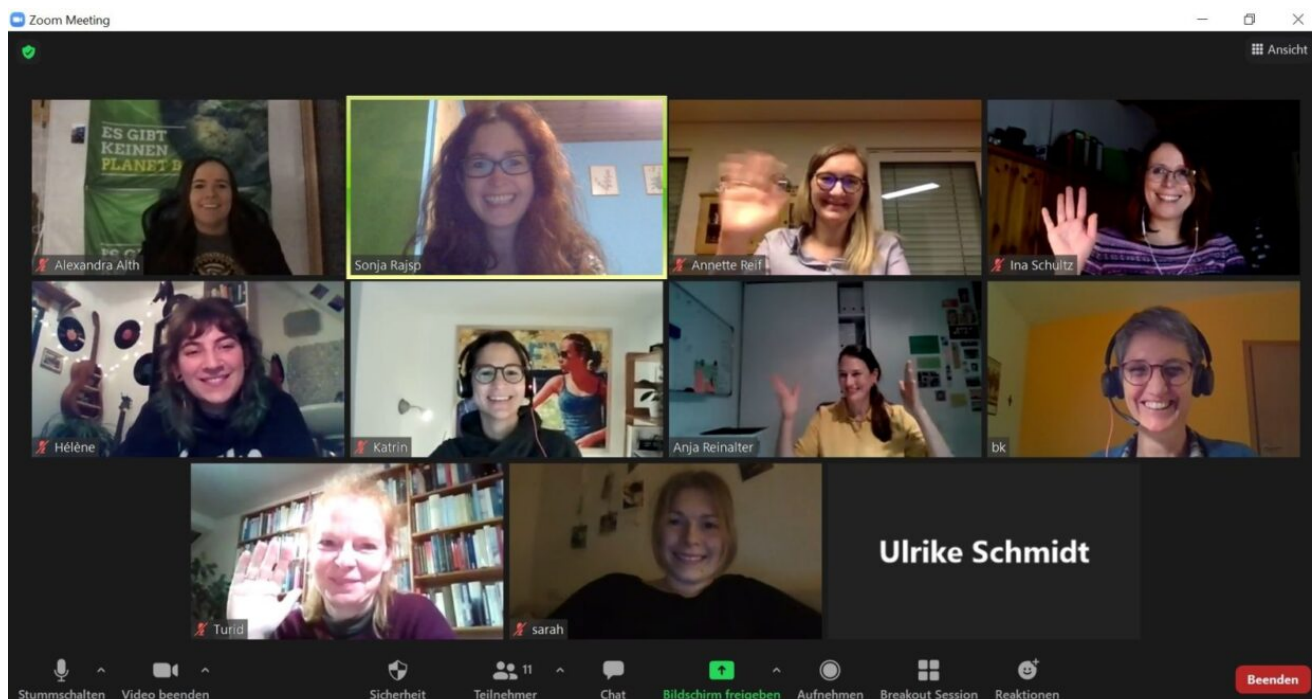 Zoom Meeting
Ansicht
ES GIBT
KEINEN
PLANET B
Alexandra Alth
Sonja Rajsp
Annette Reif
Ina Schultz
Hélène
Katrin
Anja Reinalter
bk
Turid
sarah
Ulrike Schmidt
Stummschalten
Video beenden
Sicherheit
11
Teilnehmer
Chat
Bildschirm freigeben
Aufnehmen
Breakout Session
Reaktionen
Beenden